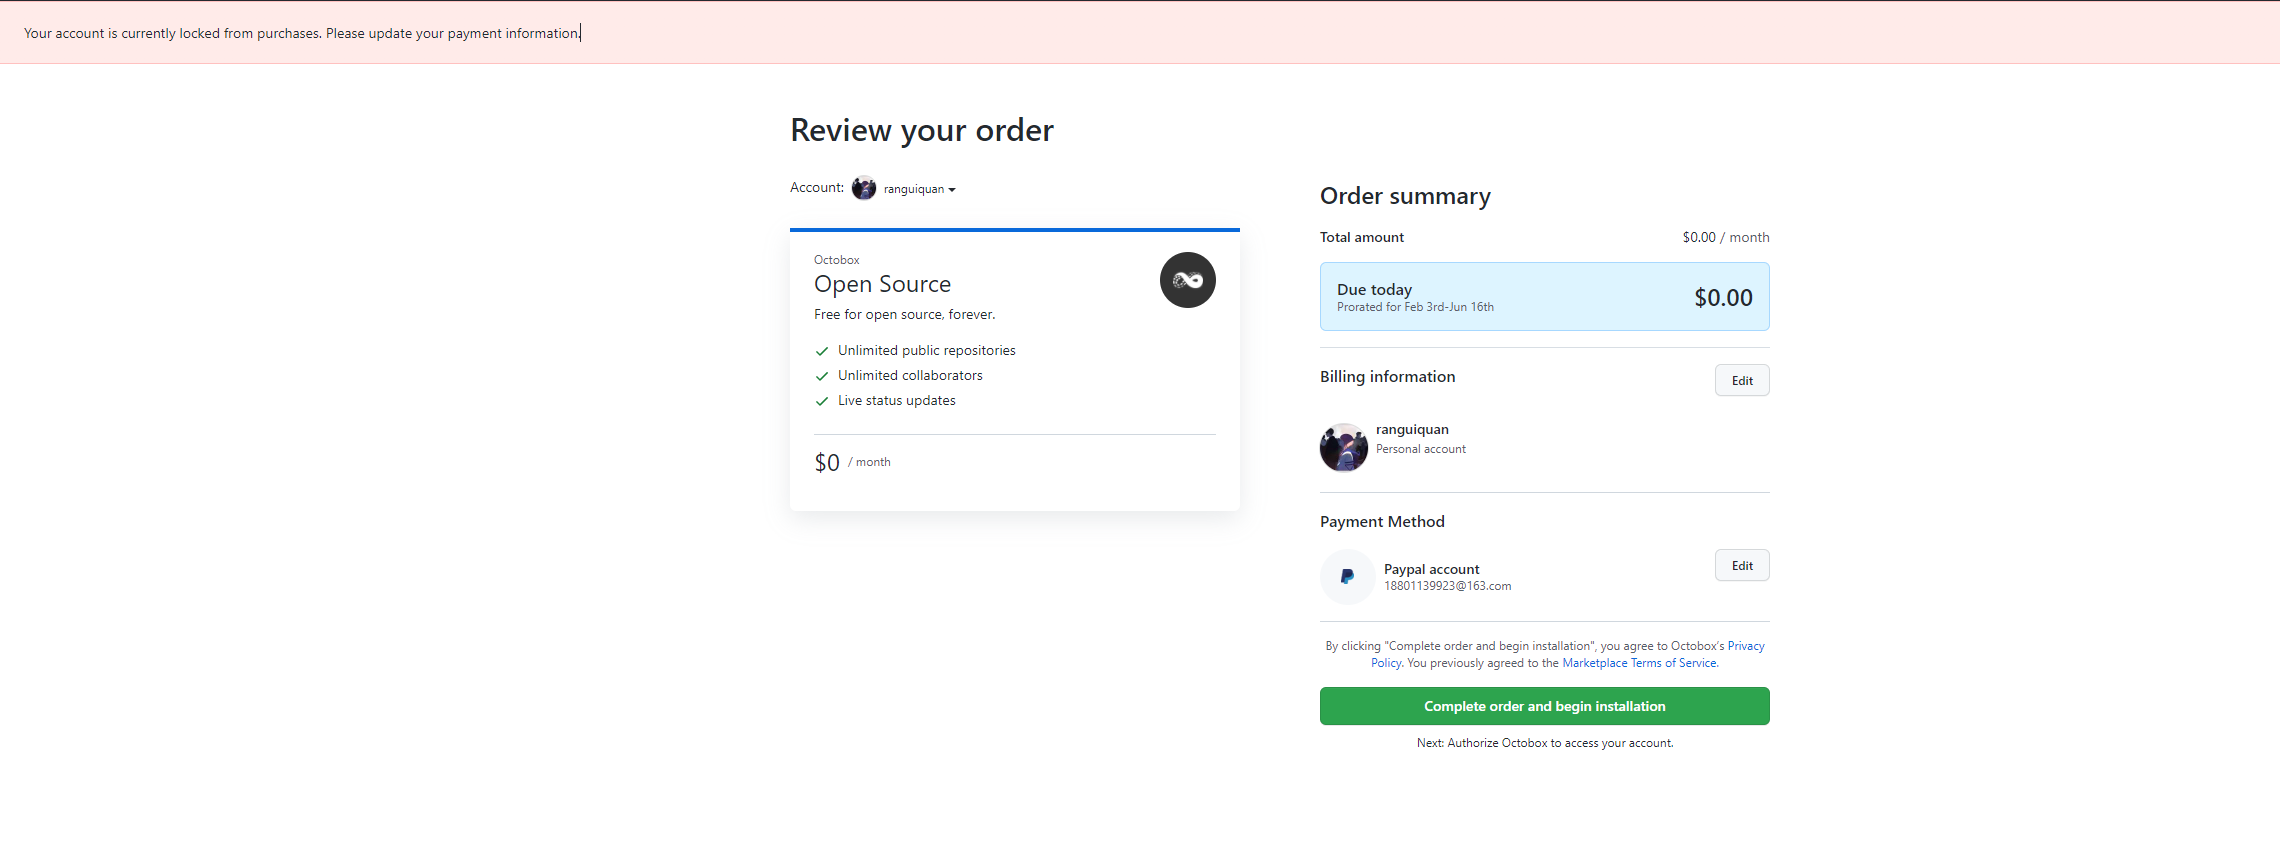 Your account is currently locked from purchases. Please update your payment information.
Review your order
Account: ranguiquan
Octobox
Open Source
Free for open source, forever.
Unlimited public repositories
Unlimited collaborators
Live status updates
$0 / month
Order summary
Total amount $0.00 / month
Due today $0.00
Prorated for Feb 3rd-Jun 16th
Billing information Edit
ranguiquan
Personal account
Payment Method
Paypal account Edit
18801139923@163.com
By clicking "Complete order and begin installation", you agree to Octobox's Privacy
Policy. You previously agreed to the Marketplace Terms of Service.
Complete order and begin installation
Next: Authorize Octobox to access your account.